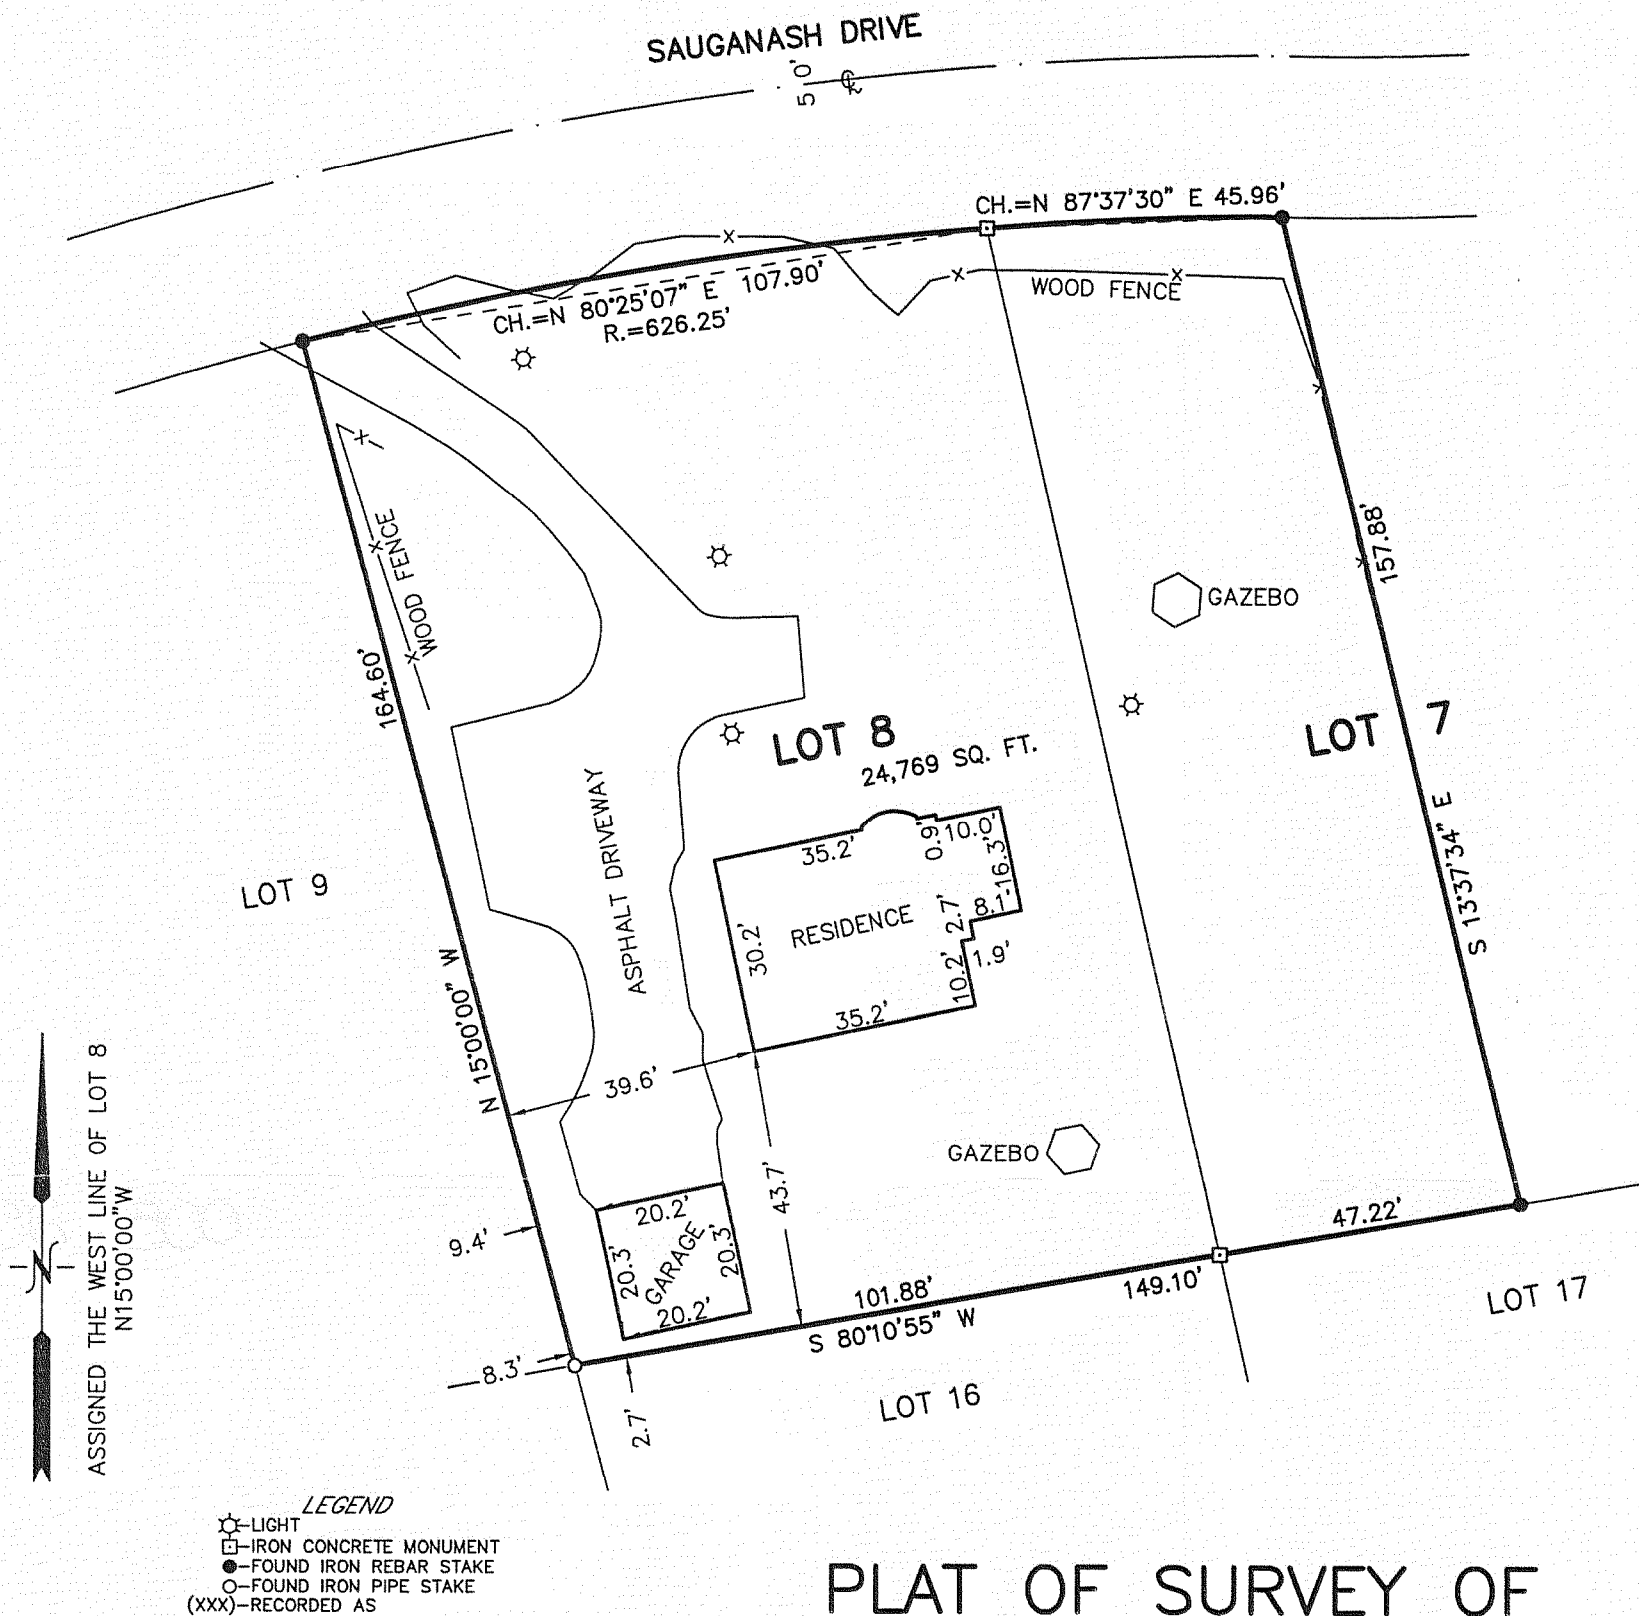 SAUGANASH DRIVE
50'
CH.=N 87°37'30" E 45.96'
CH.=N 80°25'07" E 107.90'
R.=626.25'
WOOD FENCE
WOOD FENCE
157.88'
GAZEBO
164.60'
LOT 8
24,769 SQ. FT.
LOT 7
ASPHALT DRIVEWAY
35.2'
0.9'
10.0'
16.3'
LOT 9
RESIDENCE
30.2'
2.7'
8.1'
1.9'
10.2'
35.2'
S 13°37'34" E
N 15°00'00" W
39.6'
GAZEBO
43.7'
ASSIGNED THE WEST LINE OF LOT 8
N15°00'00"W
N
9.4'
20.2'
20.3'
GARAGE
20.3'
20.2'
47.22'
101.88'
149.10'
S 80°10'55" W
LOT 17
8.3'
2.7'
LOT 16
LEGEND
-LIGHT
-IRON CONCRETE MONUMENT
-FOUND IRON REBAR STAKE
-FOUND IRON PIPE STAKE
(XXX)-RECORDED AS
PLAT OF SURVEY OF